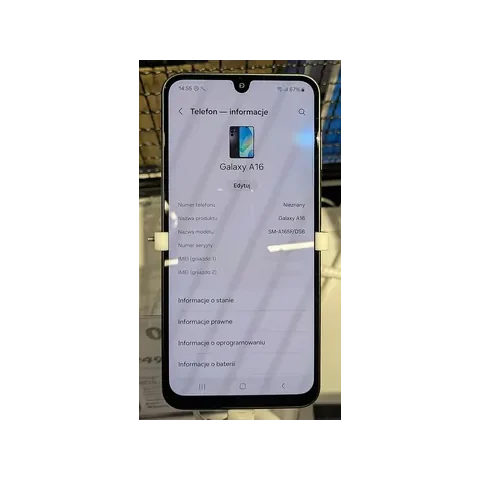 14:55
67%
Telefon — informacje
Galaxy A16
Edytuj
Numer telefonu Nieznany
Nazwa produktu Galaxy A16
Nazwa modelu SM-A165F/DSB
Numer seryjny
IMEI (gniazdo 1)
IMEI (gniazdo 2)
Informacje o stanie
Informacje prawne
Informacje o oprogramowaniu
Informacje o baterii